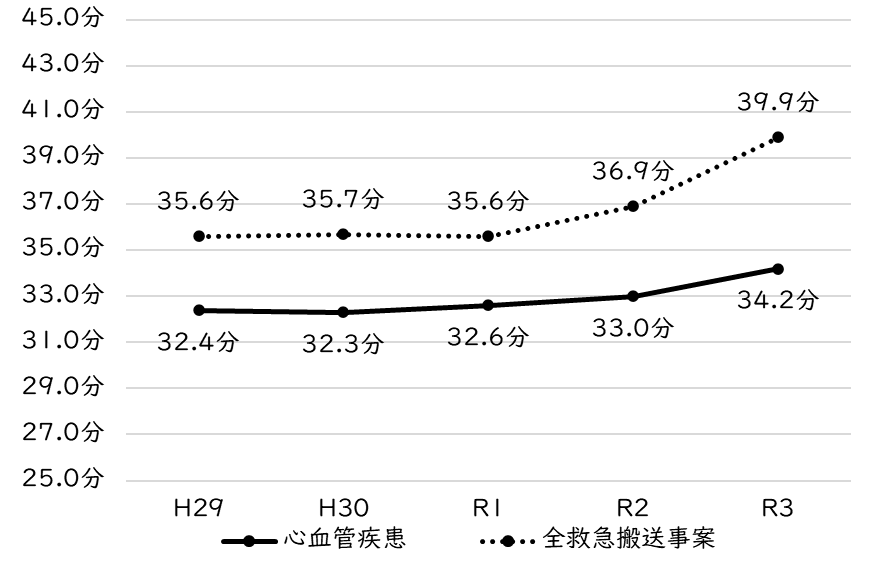 45.0分
43.0分
41.0分
39.0分
37.0分
35.0分
33.0分
31.0分
29.0分
27.0分
25.0分
35.6分 35.7分 35.6分 36.9分 39.9分
32.4分 32.3分 32.6分 33.0分 34.2分
H29 H30 R1 R2 R3
心血管疾患 全救急搬送事案